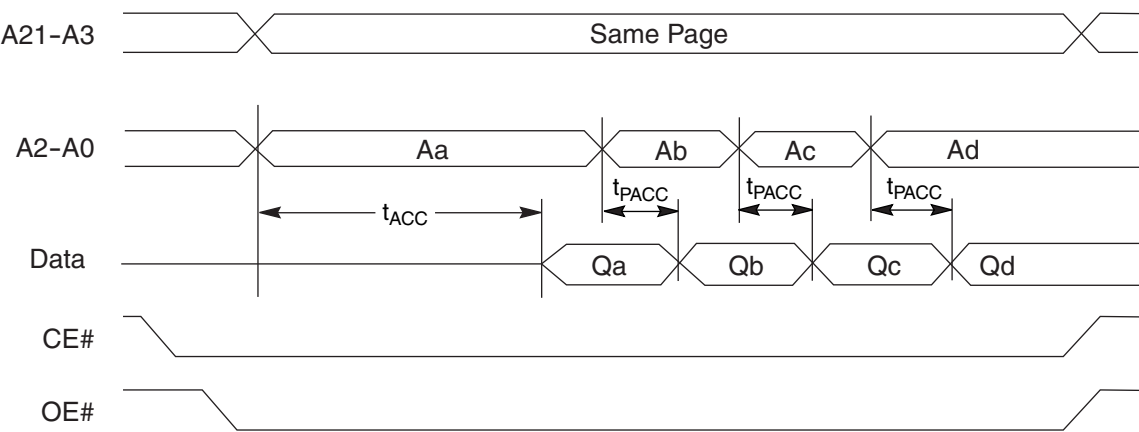 A21-A3 Same Page
A2-A0 Aa Ab Ac Ad
tACC tPACC tPACC tPACC
Data Qa Qb Qc Qd
CE#
OE#